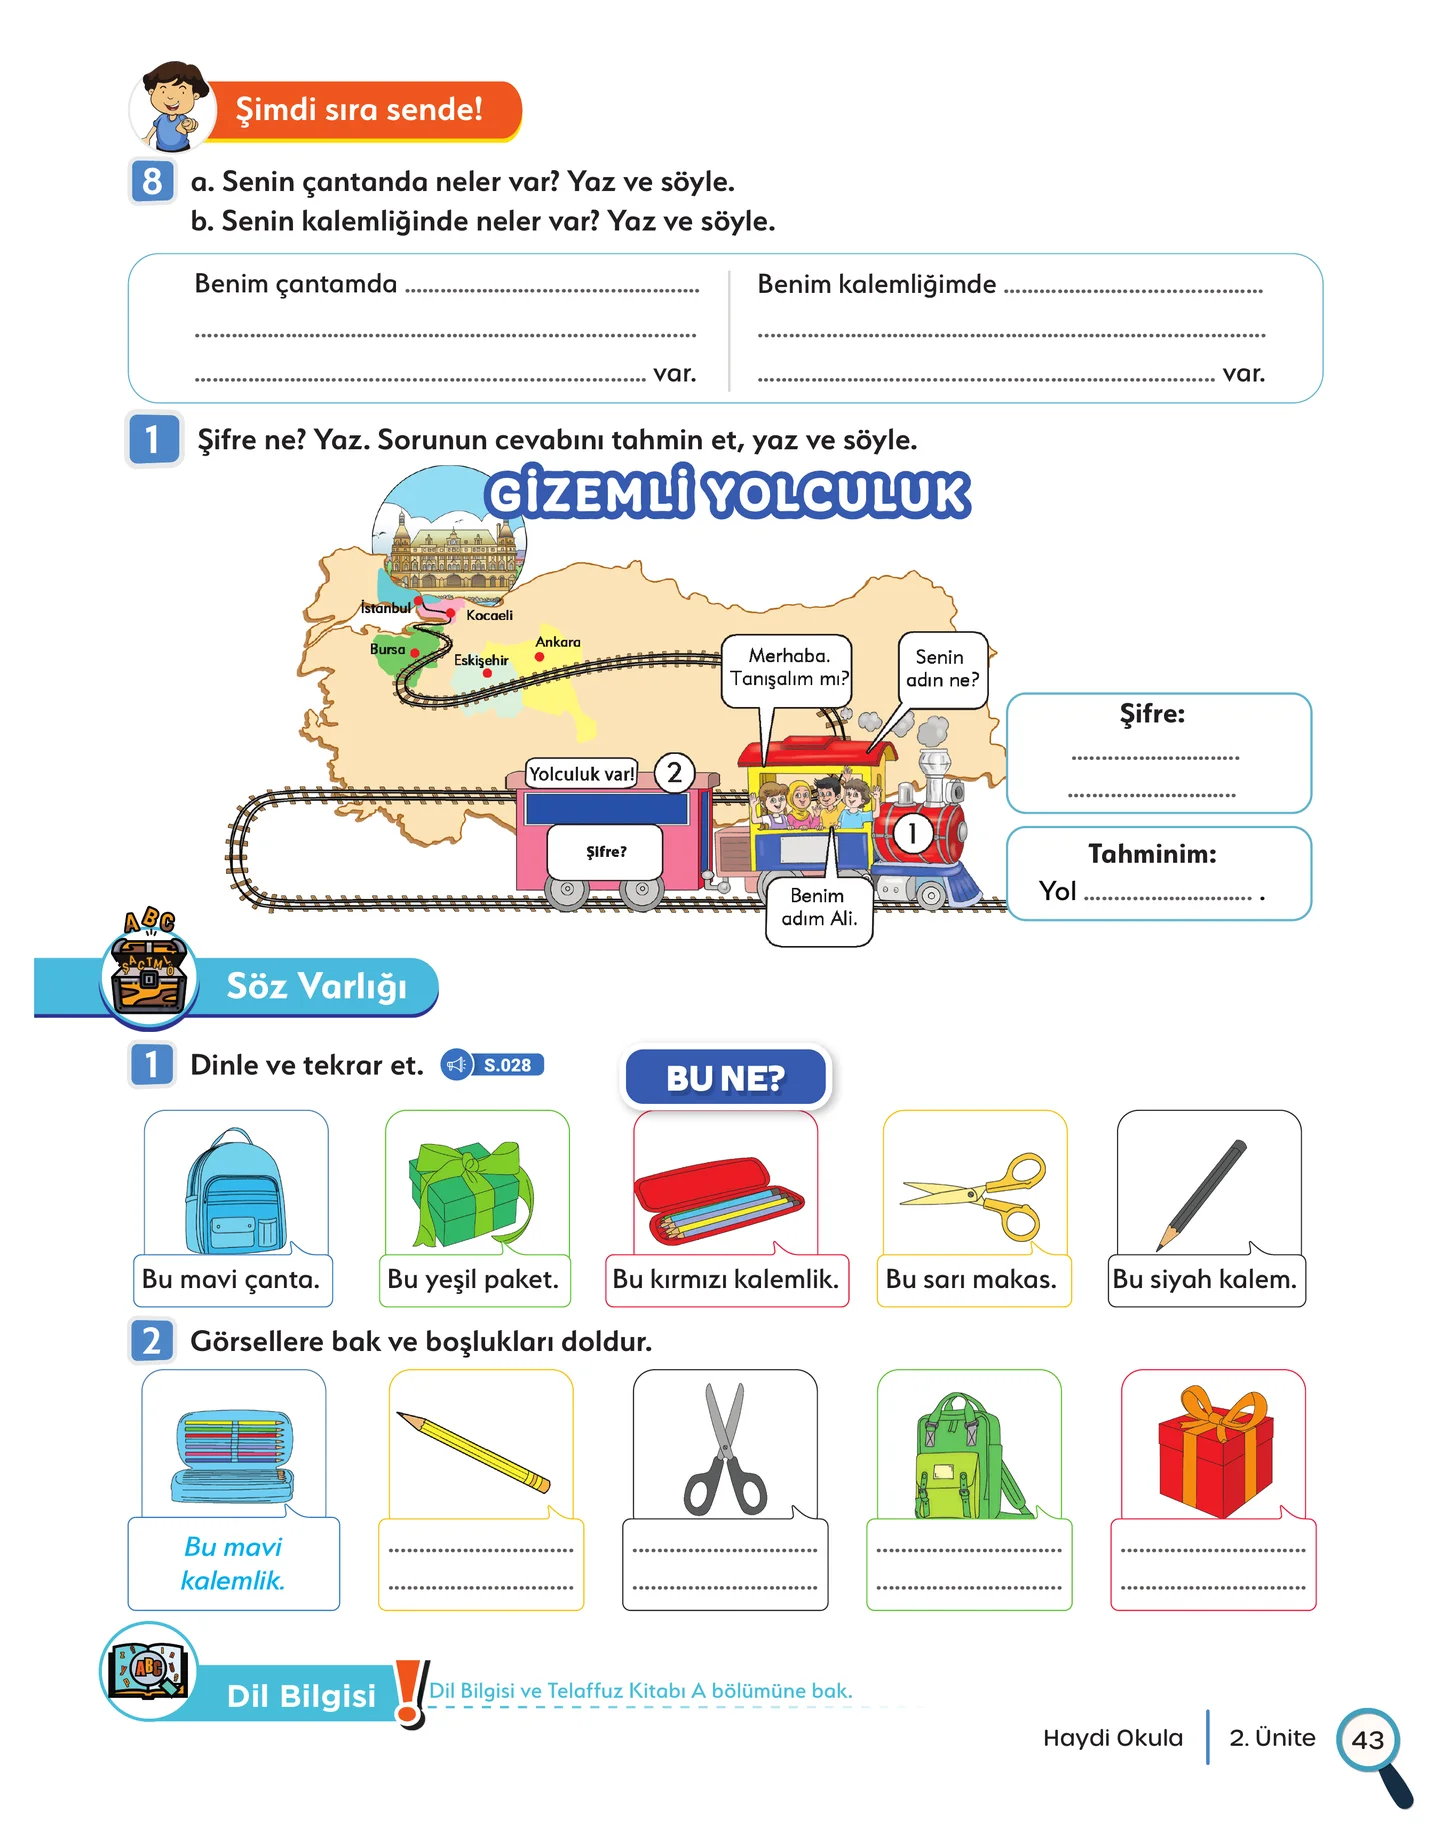 Şimdi sıra sende!
8 a. Senin çantanda neler var? Yaz ve söyle.
b. Senin kalemliğinde neler var? Yaz ve söyle.
Benim çantamda ..................................................
.....................................................................................
............................................................................. var.
Benim kalemliğimde ............................................
.....................................................................................
............................................................................. var.
1 Şifre ne? Yaz. Sorunun cevabını tahmin et, yaz ve söyle.
GİZEMLİ YOLCULUK
İstanbul
Kocaeli
Bursa
Eskişehir
Ankara
Merhaba.
Tanışalım mı?
Senin
adın ne?
Yolculuk var!
2
Şifre?
1
Benim
adım Ali.
Şifre:
............................
............................
Tahminim:
Yol ............................ .
ABC
Söz Varlığı
1 Dinle ve tekrar et. S.028
BU NE?
Bu mavi çanta.
Bu yeşil paket.
Bu kırmızı kalemlik.
Bu sarı makas.
Bu siyah kalem.
2 Görsellere bak ve boşlukları doldur.
Bu mavi
kalemlik.
...............................
...............................
...............................
...............................
...............................
...............................
...............................
...............................
ABC
Dil Bilgisi
! Dil Bilgisi ve Telaffuz Kitabı A bölümüne bak.
Haydi Okula | 2. Ünite 43